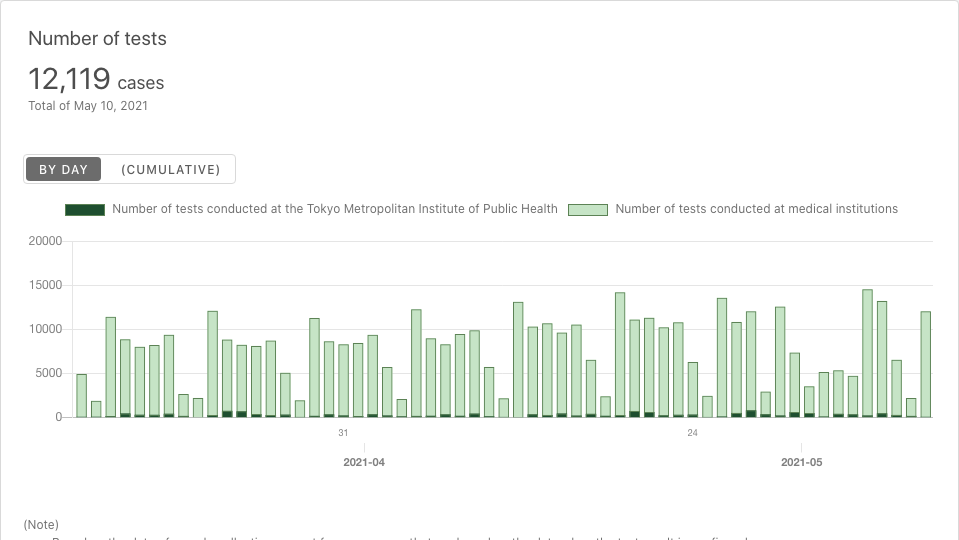 Number of tests
12,119 cases
Total of May 10, 2021
BY DAY (CUMULATIVE)
Number of tests conducted at the Tokyo Metropolitan Institute of Public Health Number of tests conducted at medical institutions
20000
15000
10000
5000
0
31 24
2021-04 2021-05
(Note)